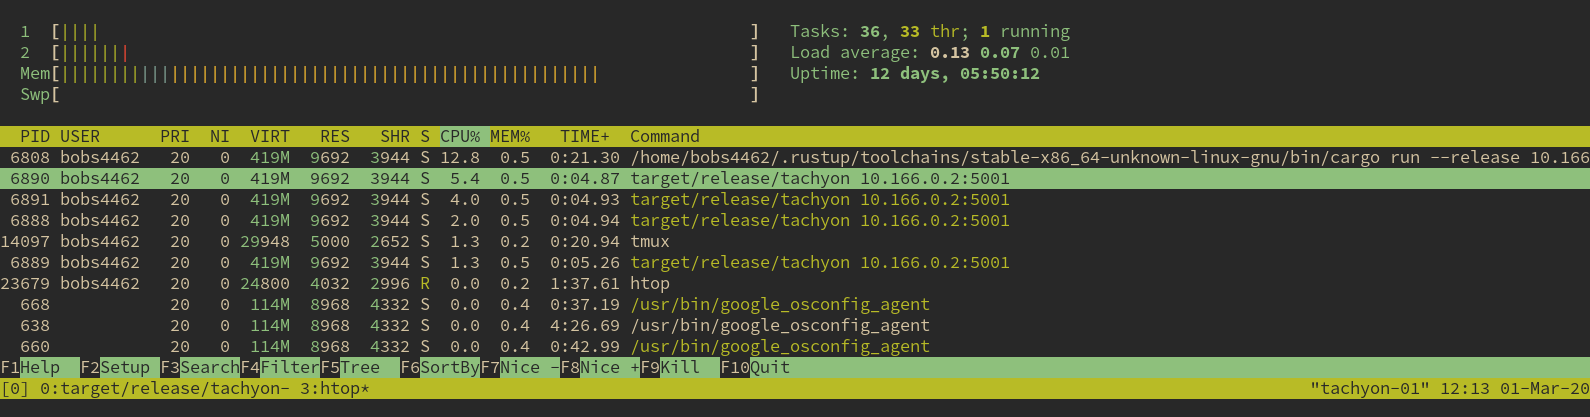 1 [|||| ] Tasks: 36, 33 thr; 1 running
2 [||||||| ] Load average: 0.13 0.07 0.01
Mem[|||||||||||||||||||||||||||||||||||||||||||||||||||||| ] Uptime: 12 days, 05:50:12
Swp[ ]
PID USER PRI NI VIRT RES SHR S CPU% MEM% TIME+ Command
6808 bobs4462 20 0 419M 9692 3944 S 12.8 0.5 0:21.30 /home/bobs4462/.rustup/toolchains/stable-x86_64-unknown-linux-gnu/bin/cargo run --release 10.166
6890 bobs4462 20 0 419M 9692 3944 S 5.4 0.5 0:04.87 target/release/tachyon 10.166.0.2:5001
6891 bobs4462 20 0 419M 9692 3944 S 4.0 0.5 0:04.93 target/release/tachyon 10.166.0.2:5001
6888 bobs4462 20 0 419M 9692 3944 S 2.0 0.5 0:04.94 target/release/tachyon 10.166.0.2:5001
14097 bobs4462 20 0 29948 5000 2652 S 1.3 0.2 0:20.94 tmux
6889 bobs4462 20 0 419M 9692 3944 S 1.3 0.5 0:05.26 target/release/tachyon 10.166.0.2:5001
23679 bobs4462 20 0 24800 4032 2996 R 0.0 0.2 1:37.61 htop
668 20 0 114M 8968 4332 S 0.0 0.4 0:37.19 /usr/bin/google_osconfig_agent
638 20 0 114M 8968 4332 S 0.0 0.4 4:26.69 /usr/bin/google_osconfig_agent
660 20 0 114M 8968 4332 S 0.0 0.4 0:42.99 /usr/bin/google_osconfig_agent
F1Help F2Setup F3SearchF4FilterF5Tree F6SortByF7Nice -F8Nice +F9Kill F10Quit
[0] 0:target/release/tachyon- 3:htop* "tachyon-01" 12:13 01-Mar-20